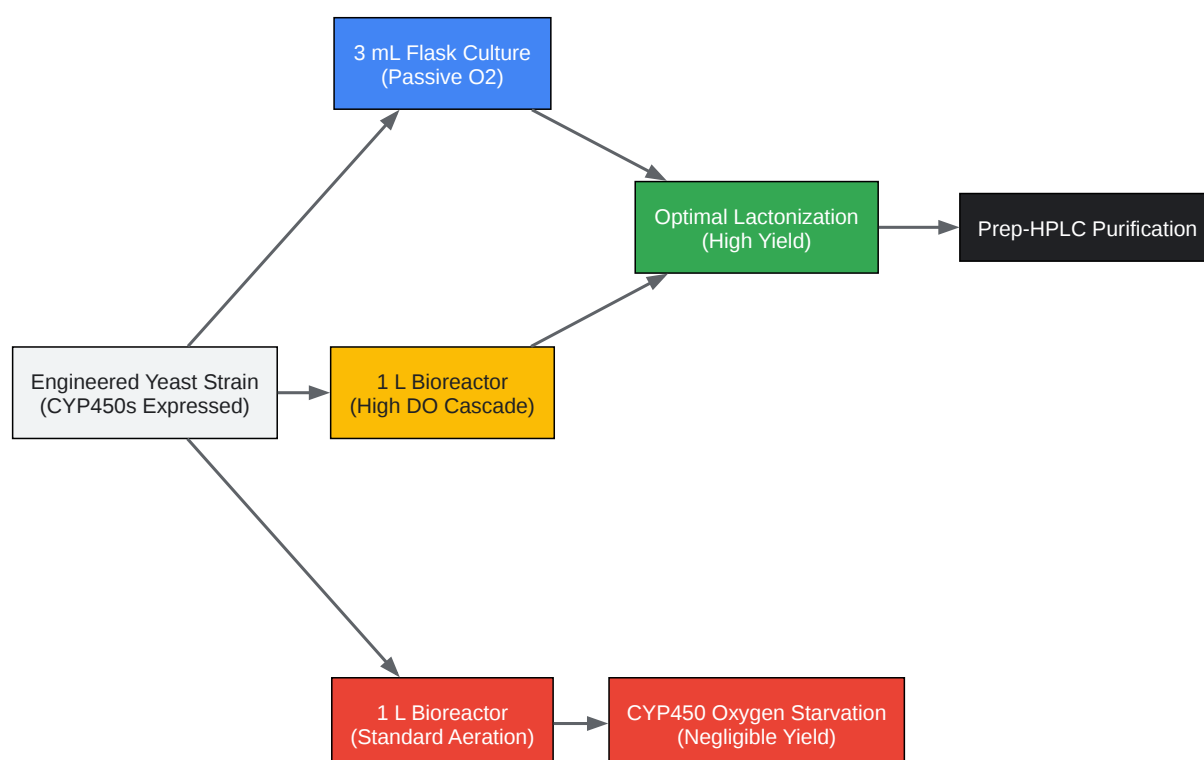 3 mL Flask Culture
(Passive O2)
Optimal Lactonization
(High Yield)
Prep-HPLC Purification
Engineered Yeast Strain
(CYP450s Expressed)
1 L Bioreactor
(High DO Cascade)
1 L Bioreactor
(Standard Aeration)
CYP450 Oxygen Starvation
(Negligible Yield)